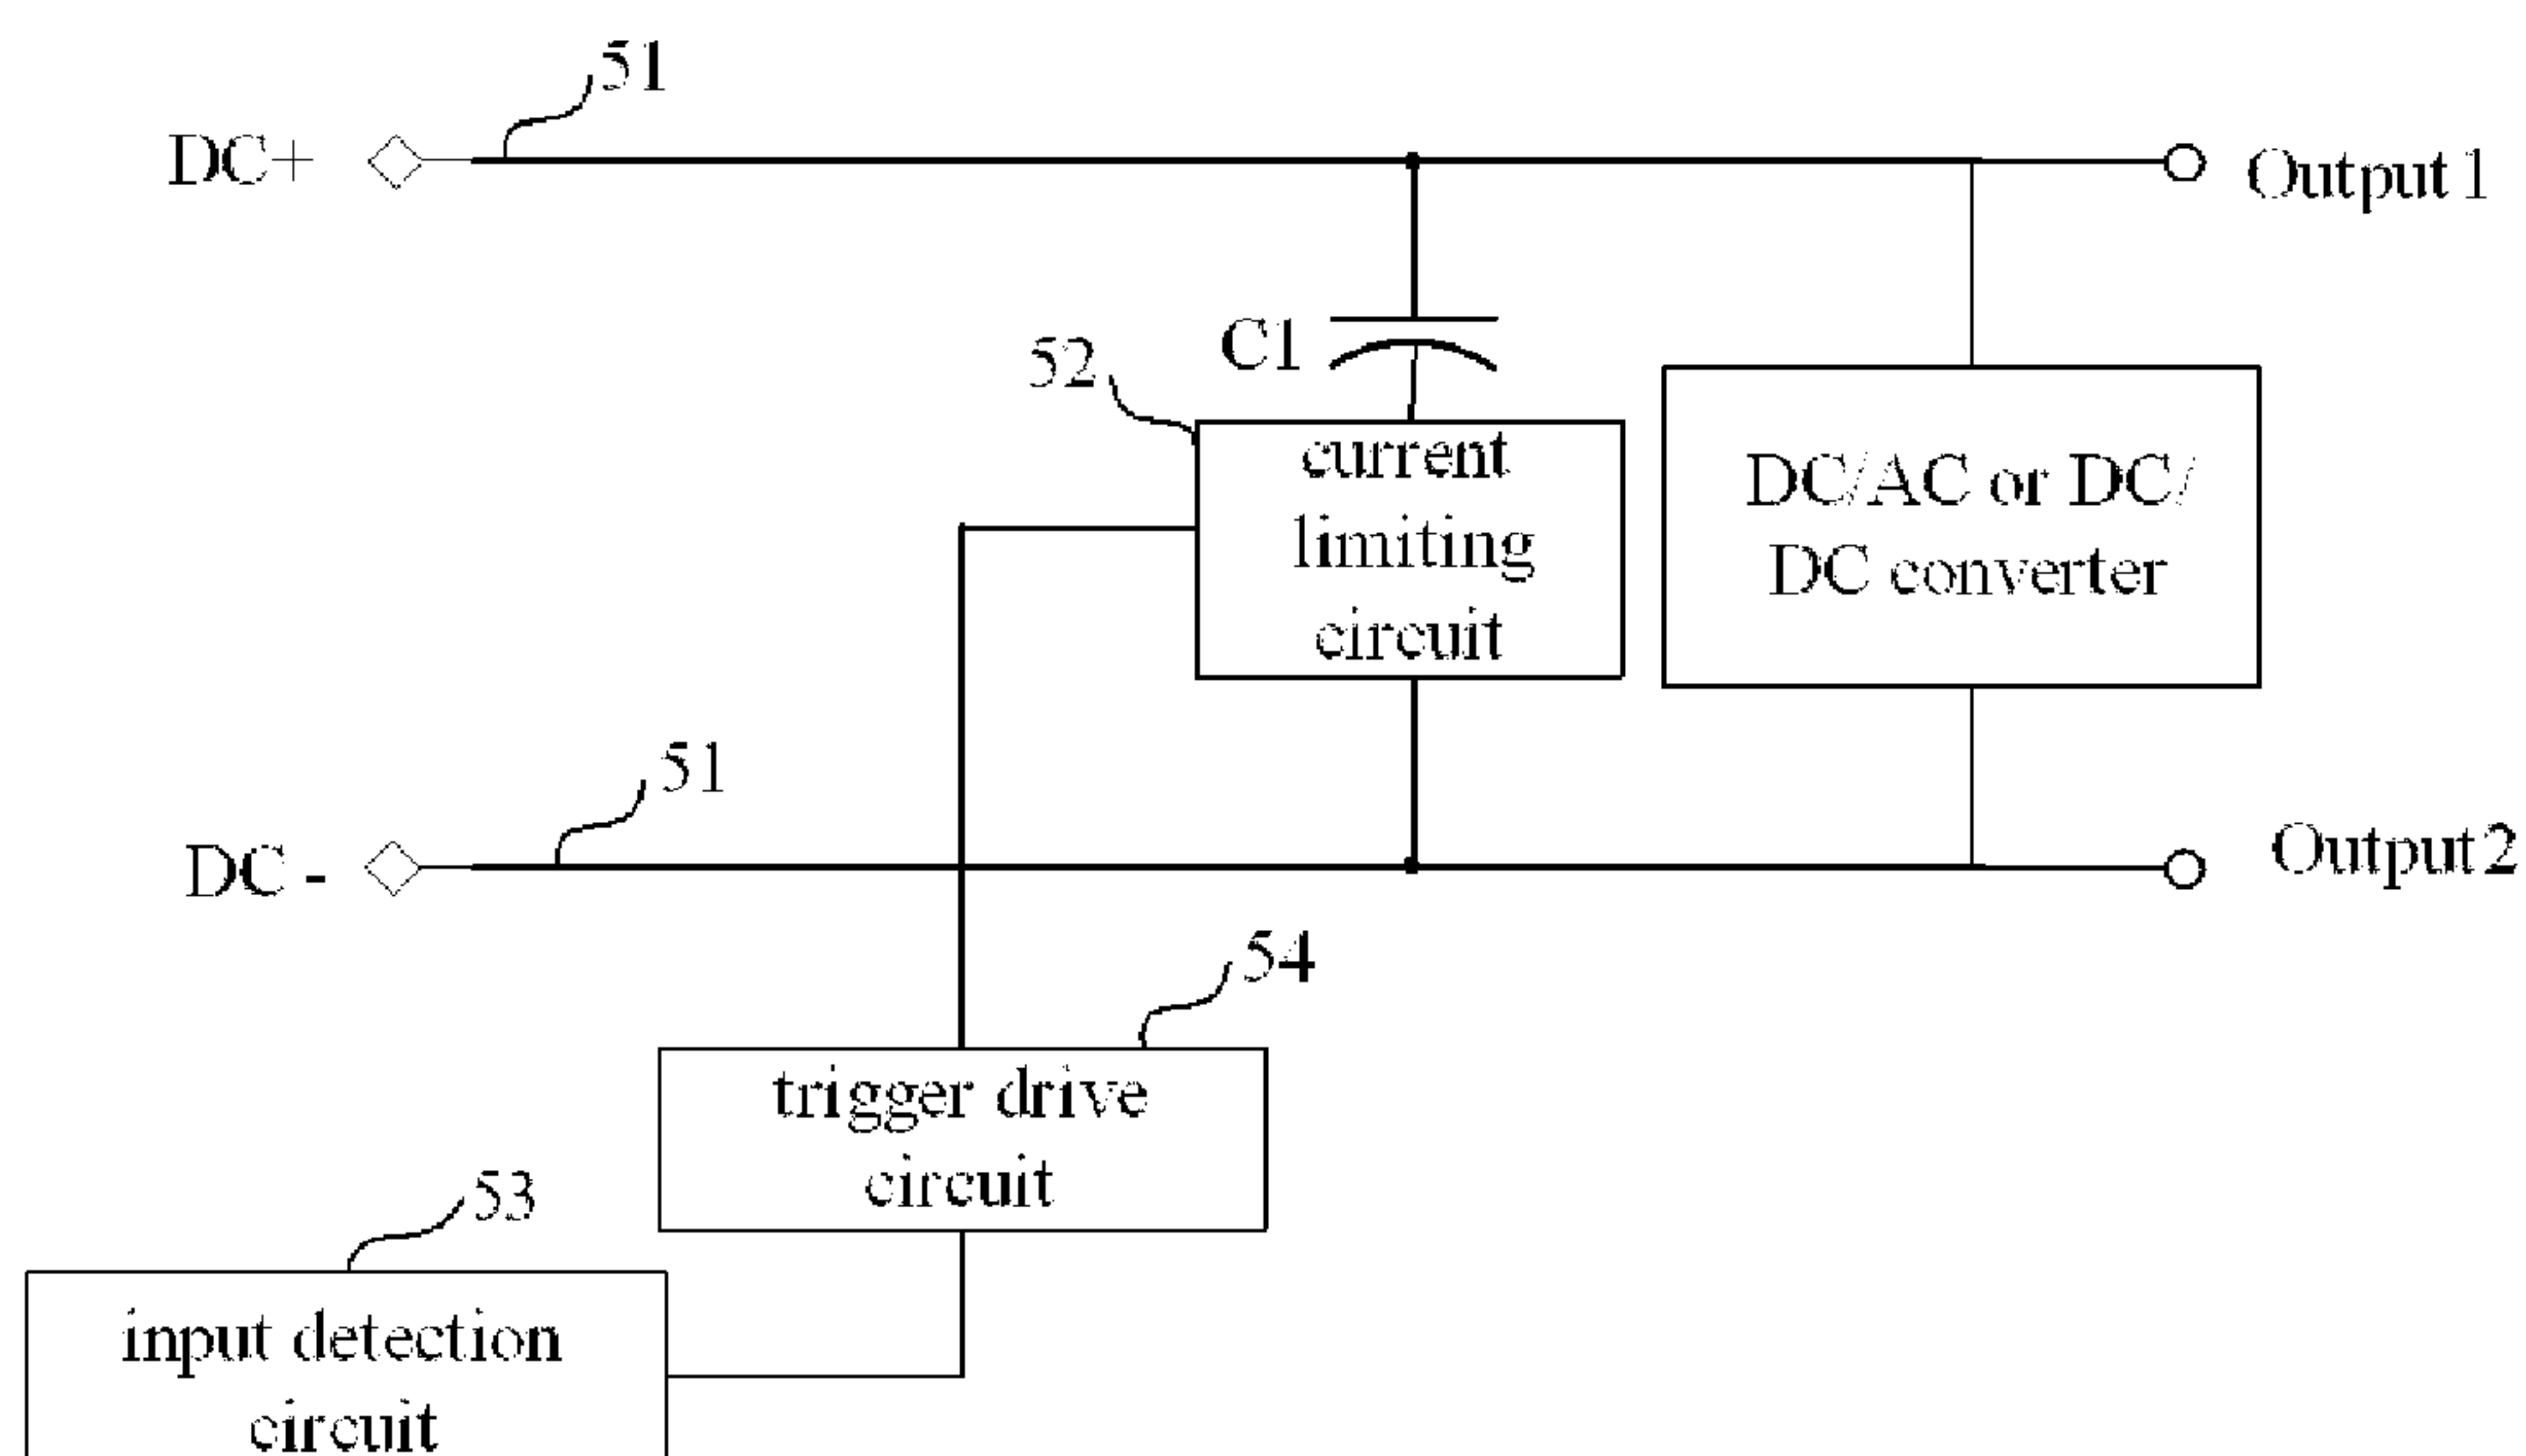 51
DC+
Output 1
C1
52
current
limiting
circuit
DC/AC or DC/
DC converter
51
DC -
Output 2
54
trigger drive
circuit
53
input detection
circuit